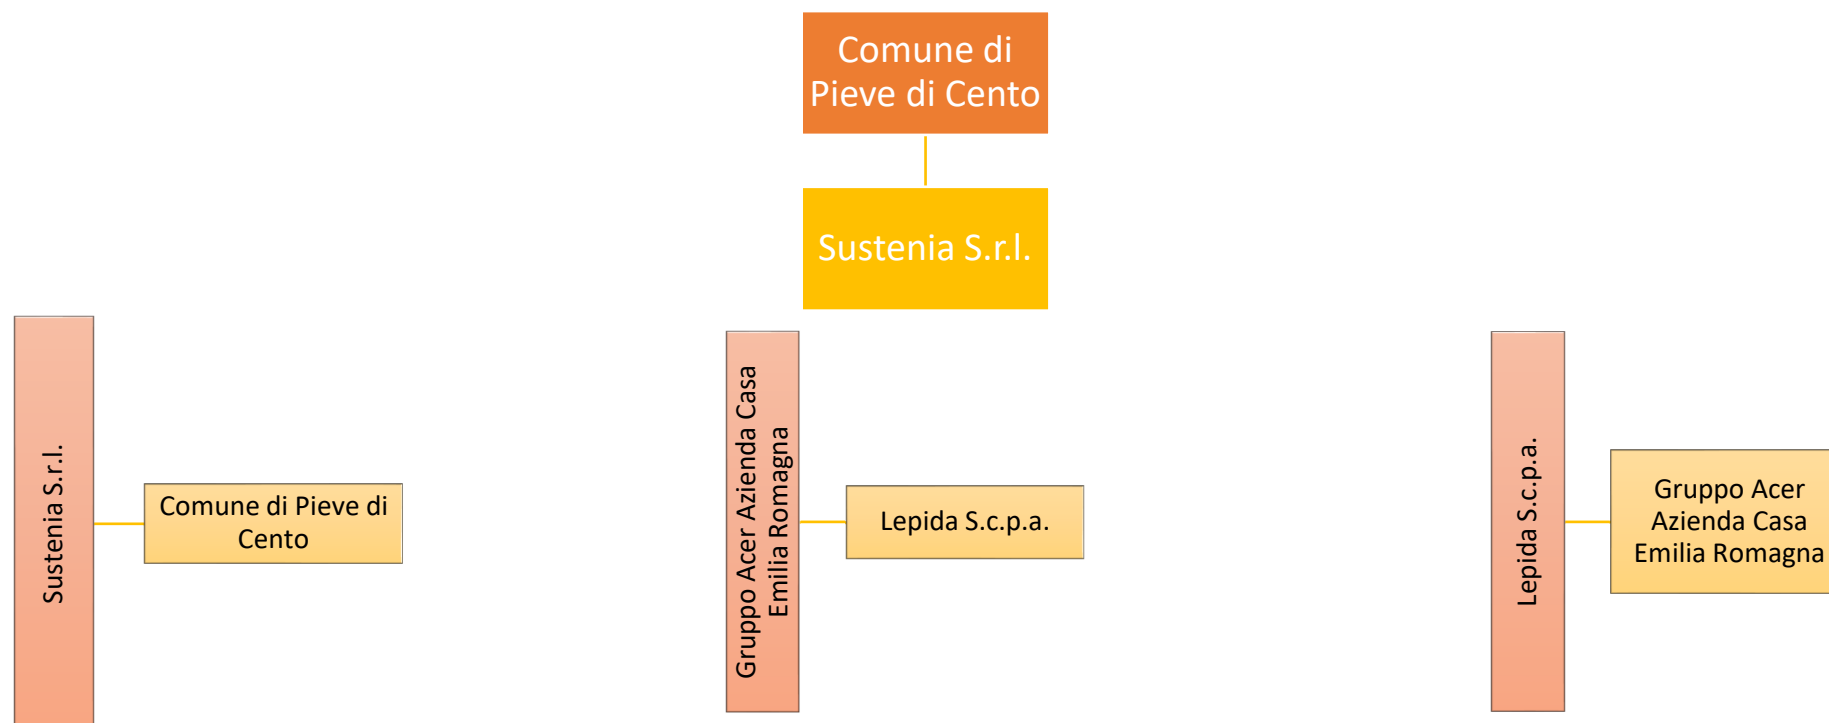 Comune di
Pieve di Cento
Sustenia S.r.l.
Sustenia S.r.l.
Comune di Pieve di
Cento
Gruppo Acer Azienda Casa
Emilia Romagna
Lepida S.c.p.a.
Lepida S.c.p.a.
Gruppo Acer
Azienda Casa
Emilia Romagna